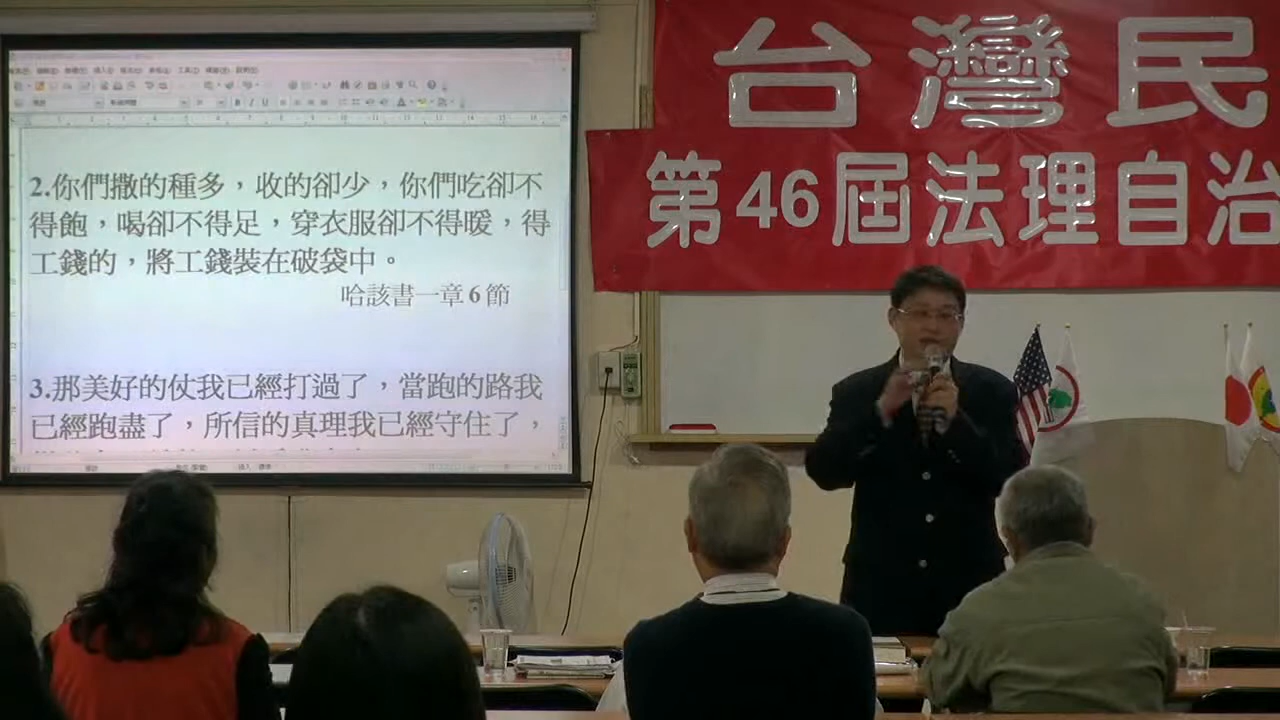 2.你們撒的種多，收的卻少，你們吃卻不
得飽，喝卻不得足，穿衣服卻不得暖，得
工錢的，將工錢裝在破袋中。
哈該書一章6節
3.那美好的仗我已經打過了，當跑的路我
已經跑盡了，所信的真理我已經守住了，
台灣民
第46屆法理自治